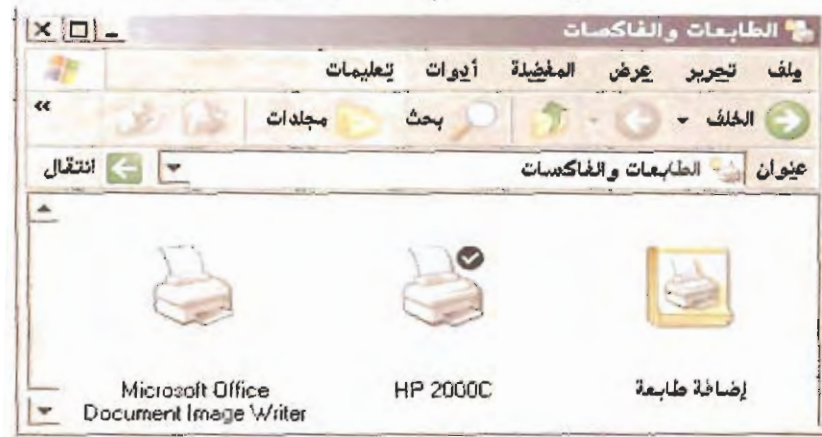 الطابعات والفاكسات
ملف تحرير عرض المفضلة أدوات تعليمات
الخلف بحث مجلدات »
عنوان الطابعات والفاكسات انتقال
إضافة طابعة HP 2000C Microsoft Office
Document Image Writer